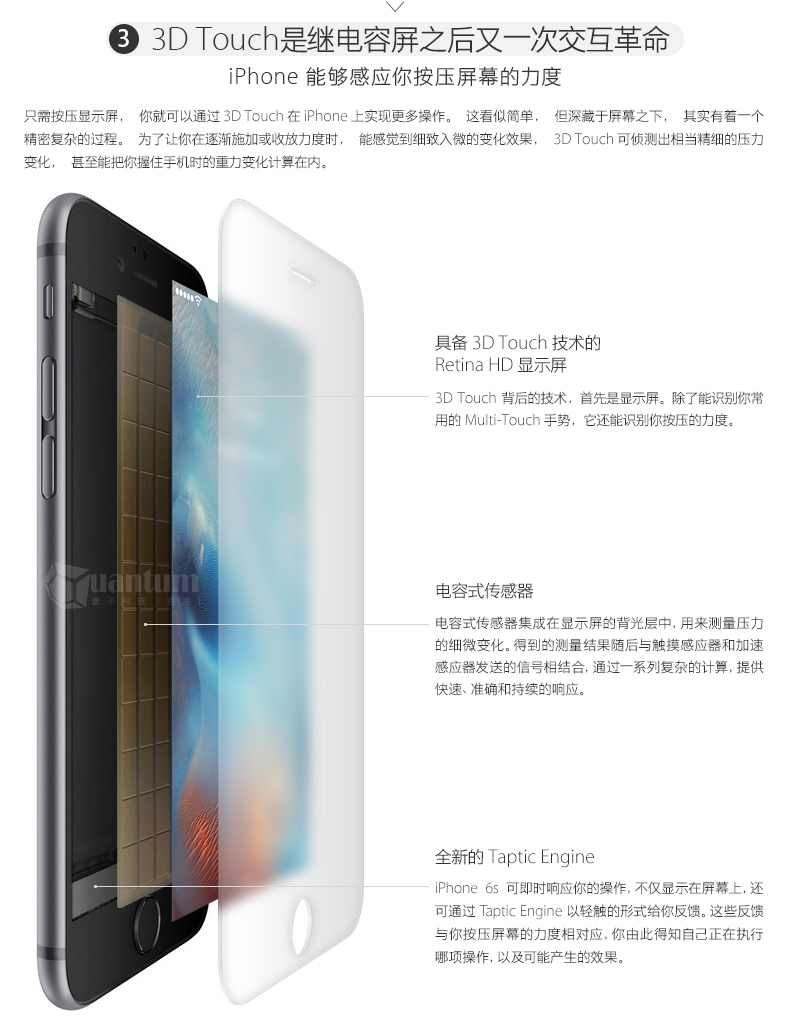 3 3D Touch是继电容屏之后又一次交互革命
iPhone 能够感应你按压屏幕的力度
只需按压显示屏， 你就可以通过 3D Touch 在 iPhone 上实现更多操作。 这看似简单， 但深藏于屏幕之下， 其实有着一个
精密复杂的过程。 为了让你在逐渐施加或收放力度时， 能感觉到细致入微的变化效果， 3D Touch 可侦测出相当精细的压力
变化， 甚至能把你握住手机时的重力变化计算在内。
具备 3D Touch 技术的
Retina HD 显示屏
3D Touch 背后的技术，首先是显示屏。除了能识别你常
用的 Multi-Touch 手势，它还能识别你按压的力度。
Quantum
电容式传感器
电容式传感器集成在显示屏的背光层中，用来测量压力
的细微变化。得到的测量结果随后与触摸感应器和加速
感应器发送的信号相结合，通过一系列复杂的计算，提供
快速、准确和持续的响应。
全新的 Taptic Engine
iPhone 6s 可即时响应你的操作，不仅显示在屏幕上，还
可通过 Taptic Engine 以轻触的形式给你反馈。这些反馈
与你按压屏幕的力度相对应，你由此得知自己正在执行
哪项操作，以及可能产生的效果。